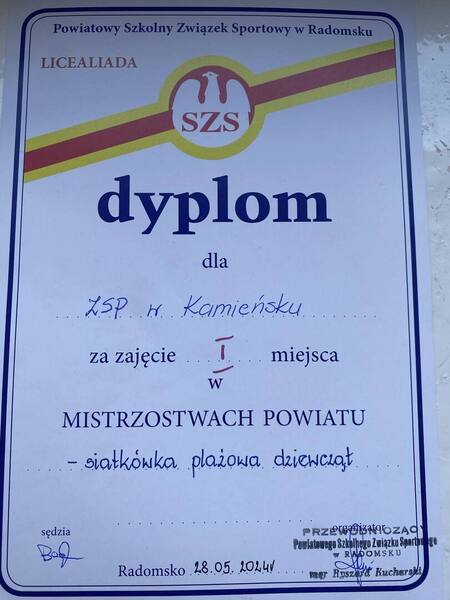 Powiatowy Szkolny Związek Sportowy w Radomsku
LICEALIADA
SZS
dyplom
dla
ZSP w Kamieńsku
za zajęcie I miejsca
w
MISTRZOSTWACH POWIATU
- siatkówka plażowa dziewcząt
sędzia
organizator
PRZEWODNICZĄCY
Powiatowego Szkolnego Związku Sportowego
w RADOMSKU
mgr Ryszard Kucharski
Radomsko 28.05.2024r